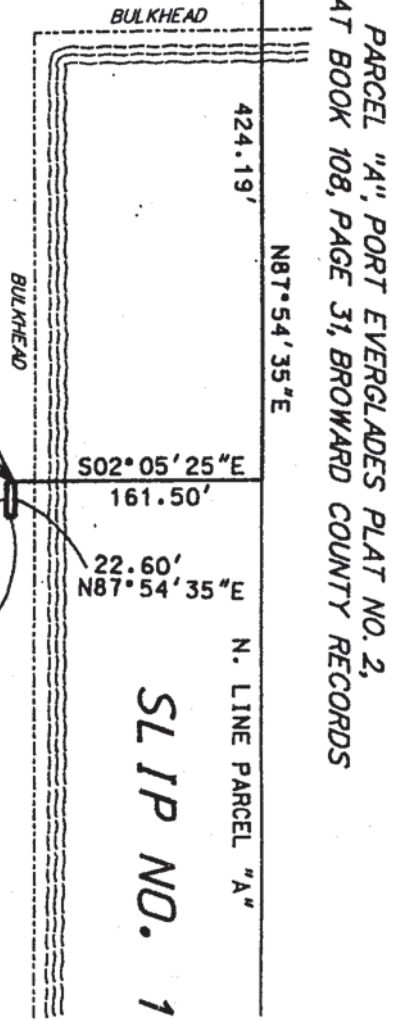 PARCEL "A", PORT EVERGLADES PLAT NO. 2,
AT BOOK 108, PAGE 31, BROWARD COUNTY RECORDS
BULKHEAD
424.19'
N87°54'35"E
BULKHEAD
S02°05'25"E
161.50'
22.60'
N87°54'35"E
N. LINE PARCEL "A"
SLIP NO. 1